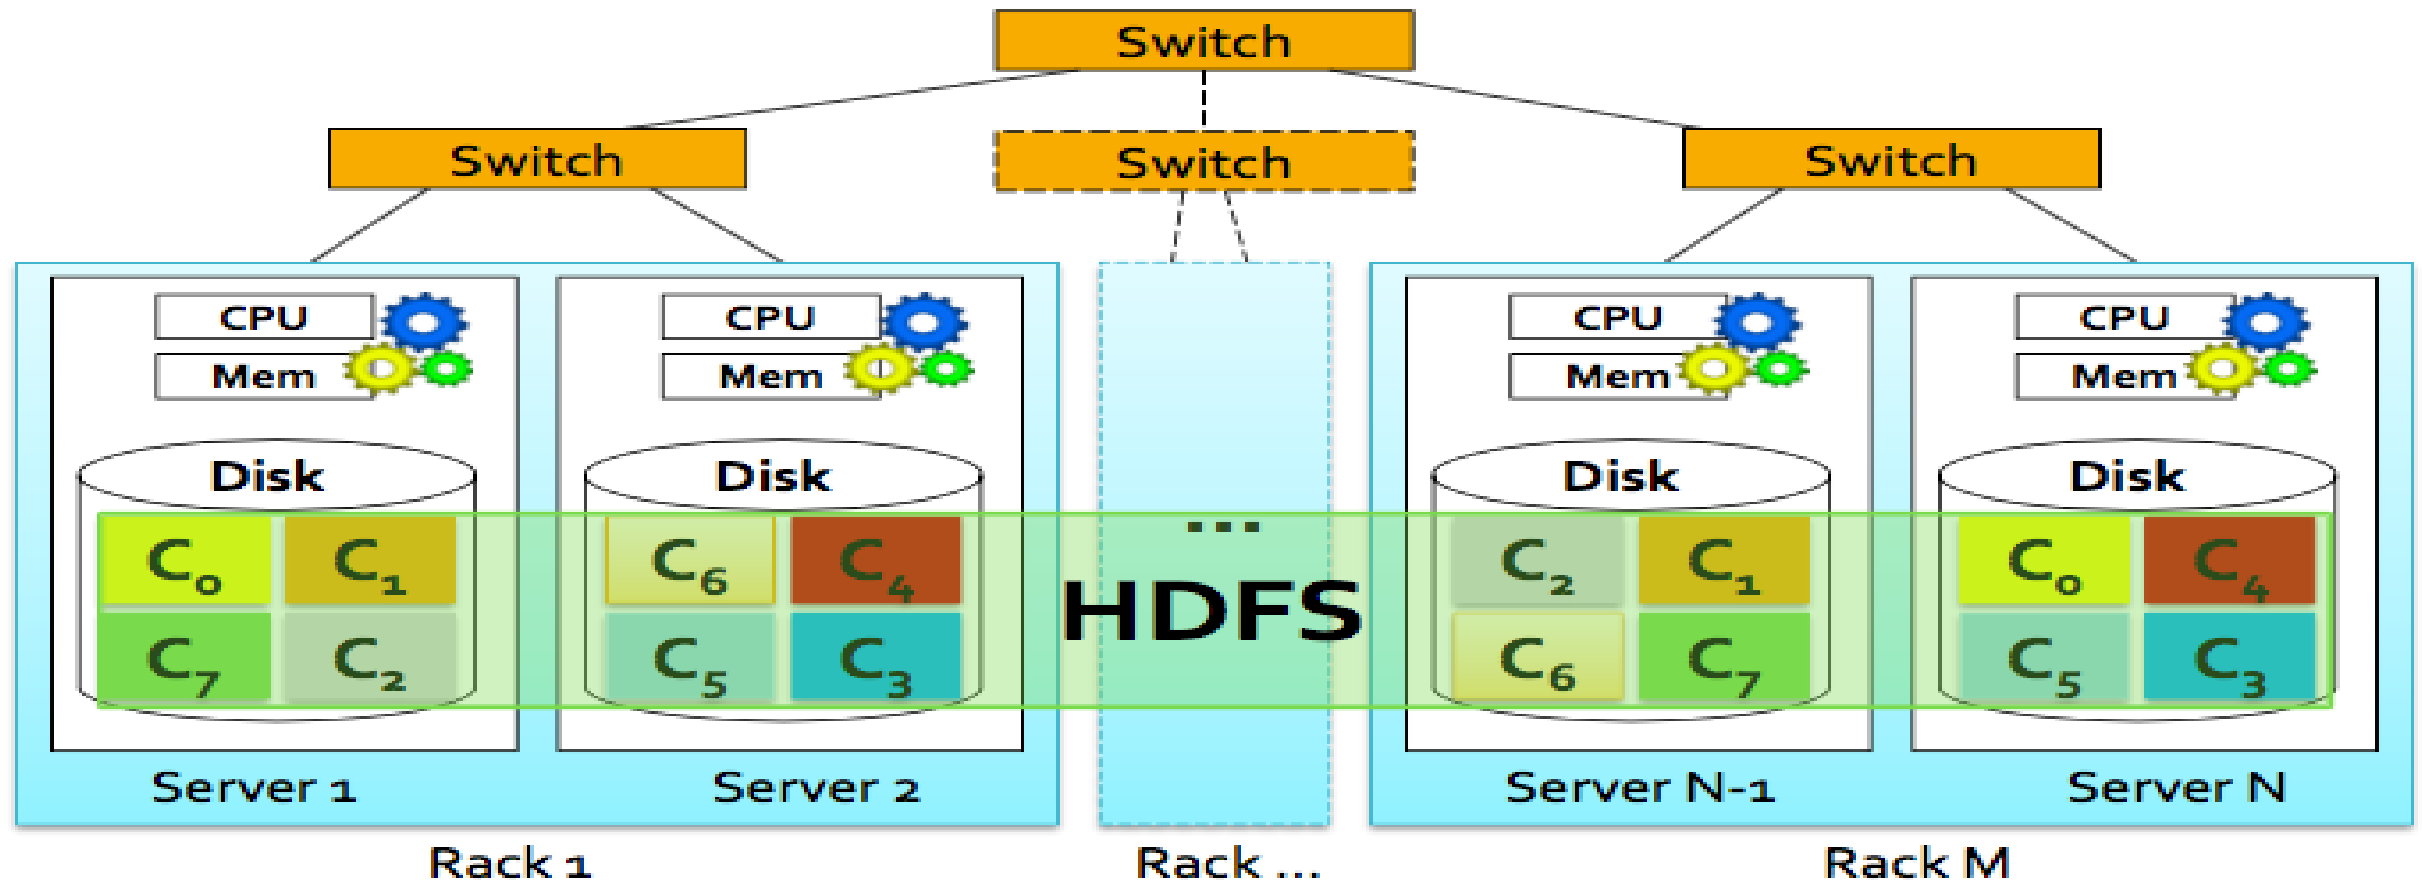 Switch
Switch Switch Switch
CPU CPU CPU CPU
Mem Mem Mem Mem
Disk Disk Disk Disk
C0 C1 C6 C4 ... C2 C1 C0 C4
HDFS
C7 C2 C5 C3 C6 C7 C5 C3
Server 1 Server 2 Server N-1 Server N
Rack 1 Rack ... Rack M